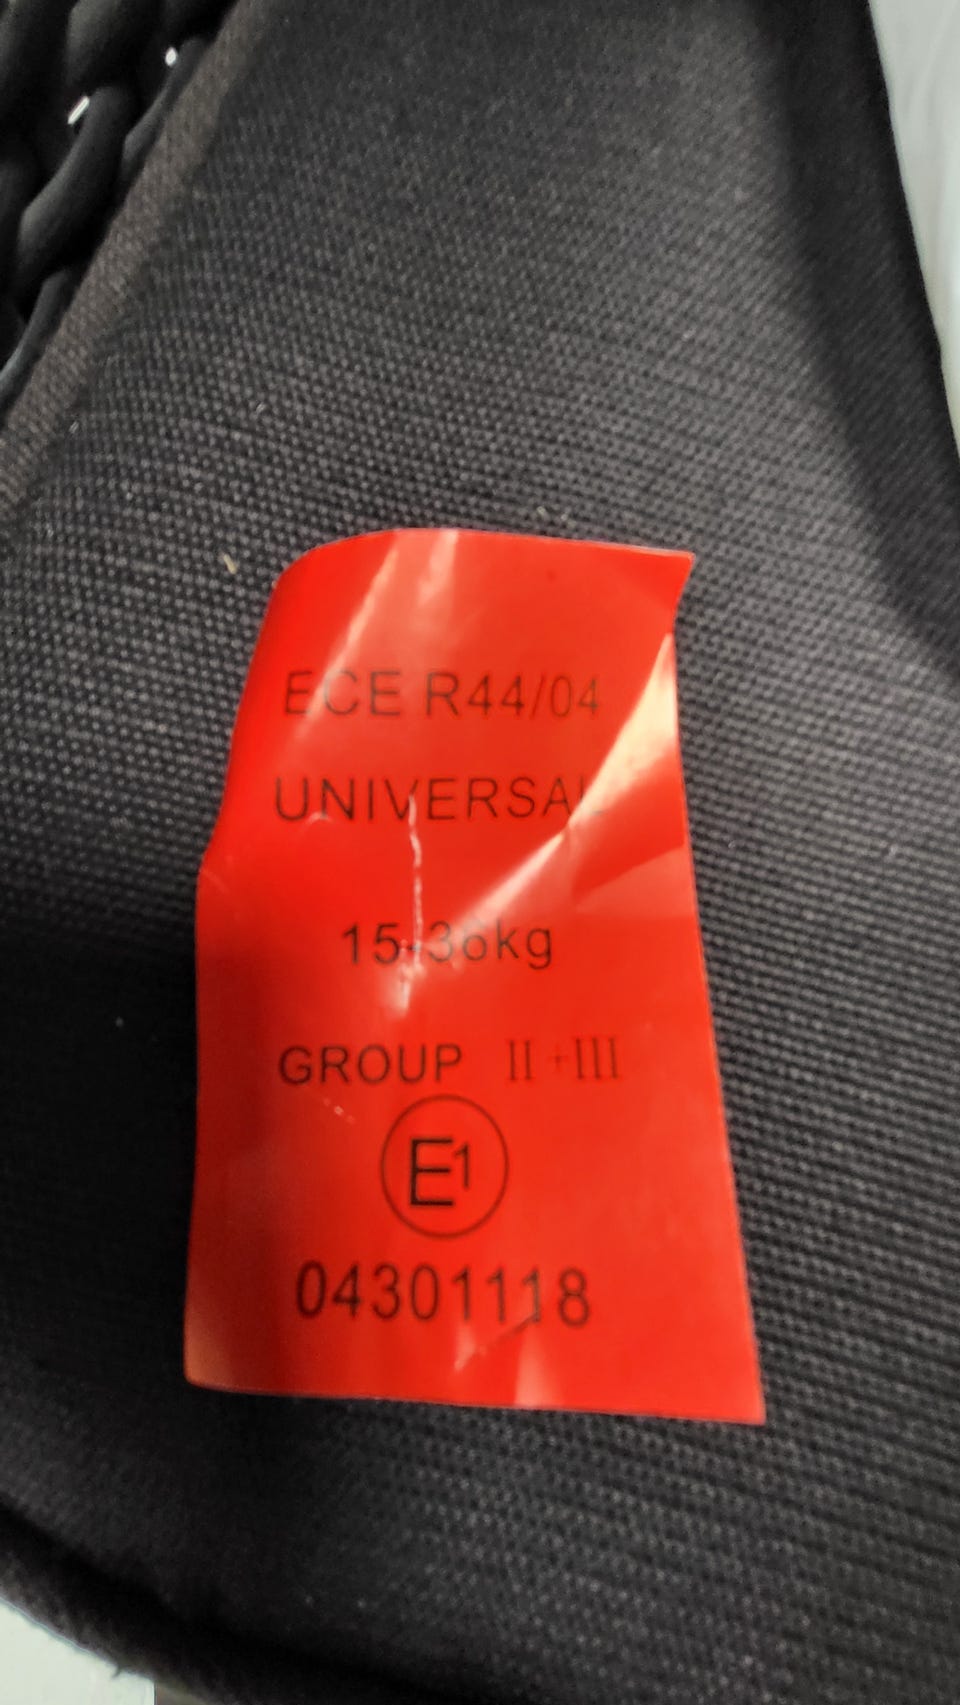 ECE R44/04
UNIVERSAL
15-36kg
GROUP II+III
E1
04301118